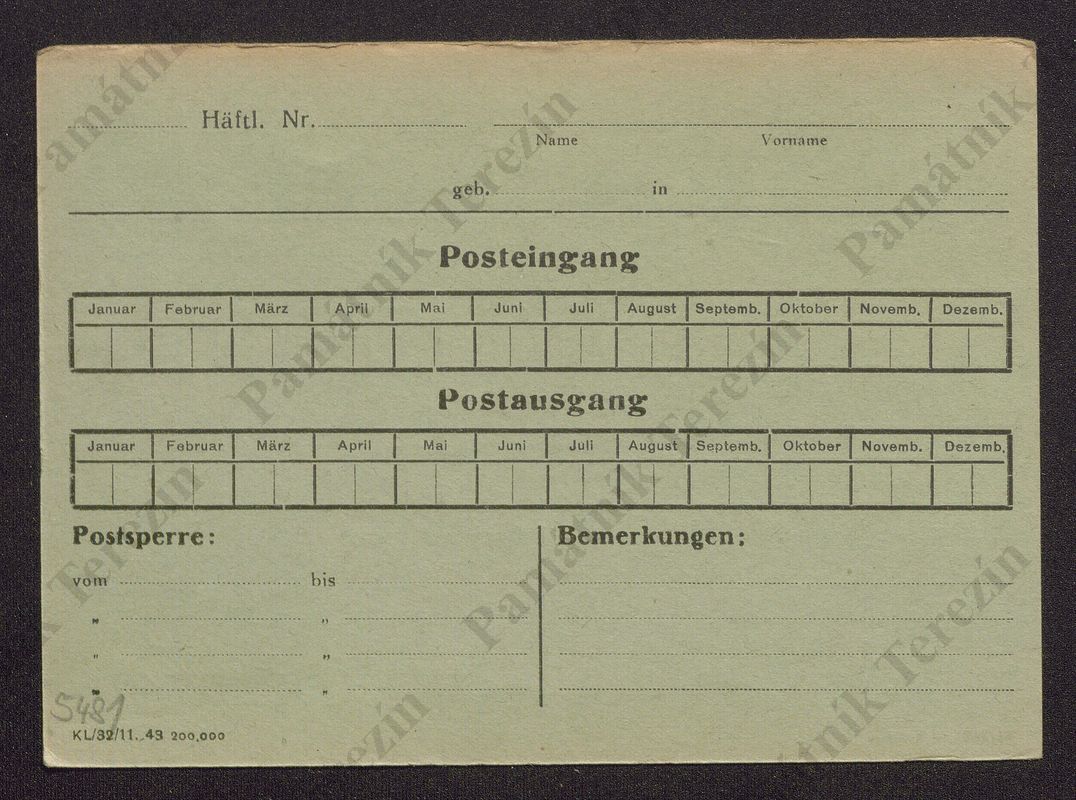 Häftl. Nr.
Name Vorname
geb. in
Posteingang
Januar Februar März April Mai Juni Juli August Septemb. Oktober Novemb. Dezemb.
Postausgang
Januar Februar März April Mai Juni Juli August Septemb. Oktober Novemb. Dezemb.
Postsperre: Bemerkungen:
vom bis
" "
" "
" "
5481
KL/32/11. 43 200.000
Památník Terezín